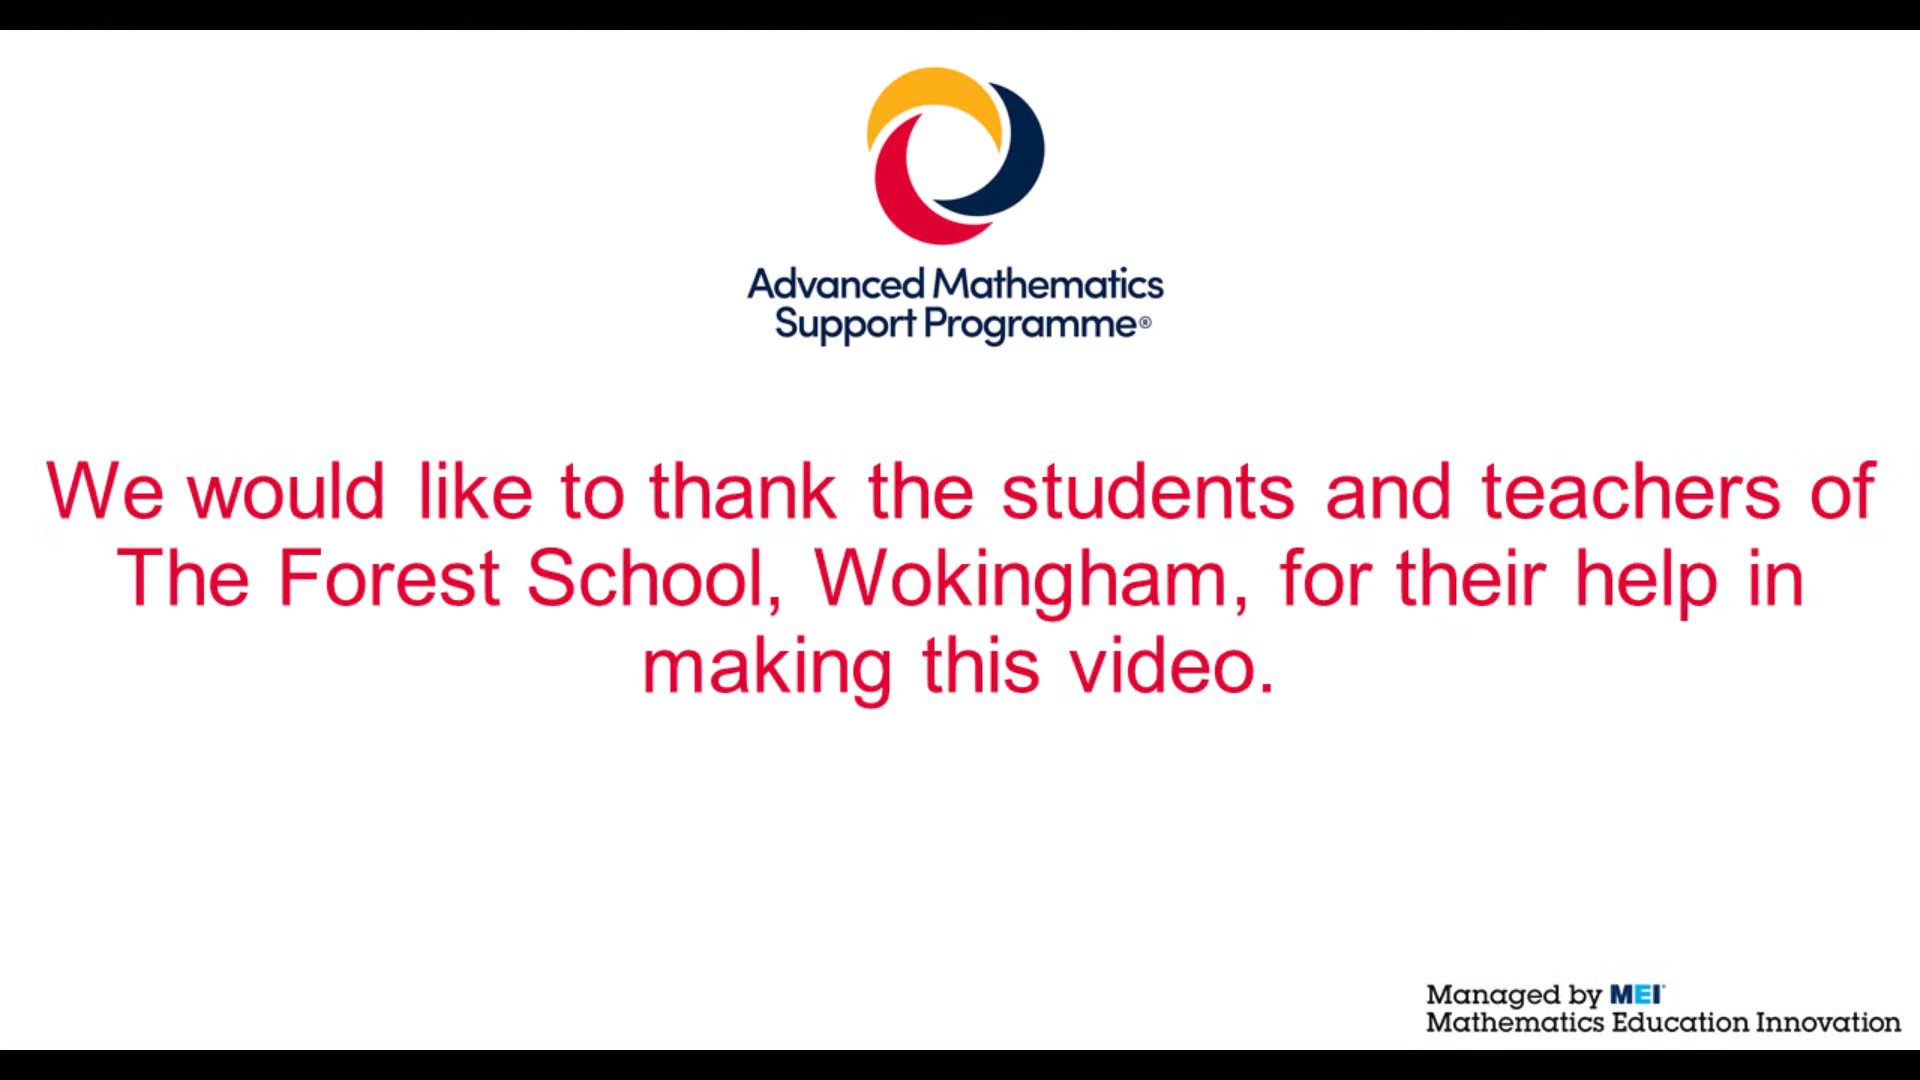 Advanced Mathematics
Support Programme®
We would like to thank the students and teachers of
The Forest School, Wokingham, for their help in
making this video.
Managed by MEI
Mathematics Education Innovation